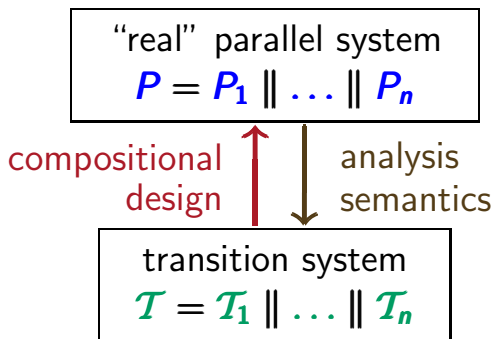 “real” parallel system
P = P₁ ∥ … ∥ Pₙ
compositional
design
analysis
semantics
transition system
𝒯 = 𝒯₁ ∥ … ∥ 𝒯ₙ